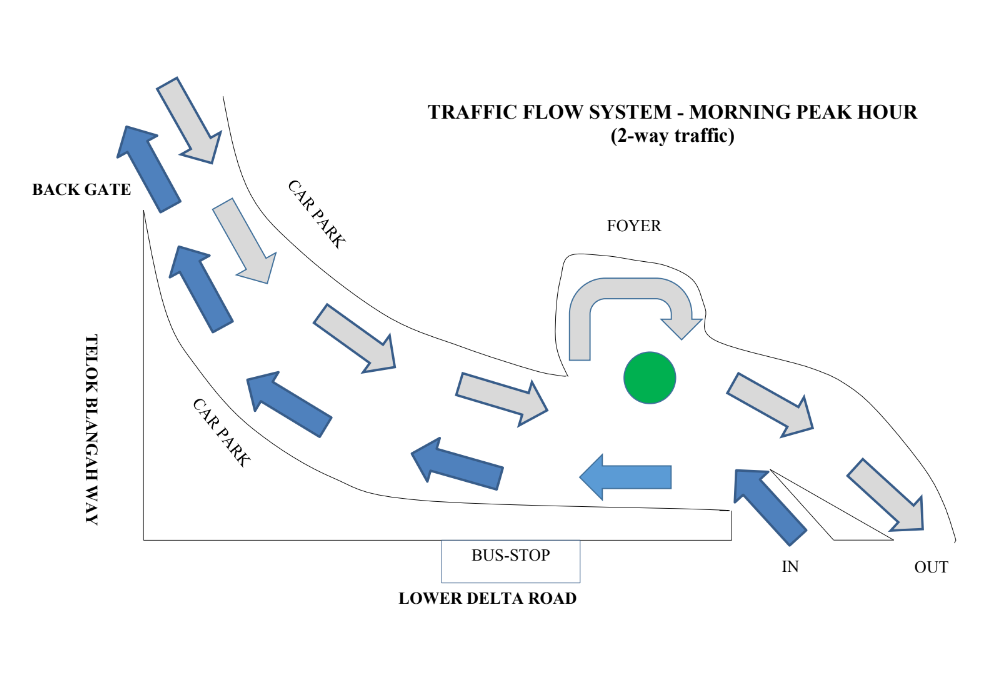 TRAFFIC FLOW SYSTEM - MORNING PEAK HOUR
(2-way traffic)
BACK GATE
CAR PARK
FOYER
TELOK BLANGAH WAY
CAR PARK
BUS-STOP
IN
OUT
LOWER DELTA ROAD